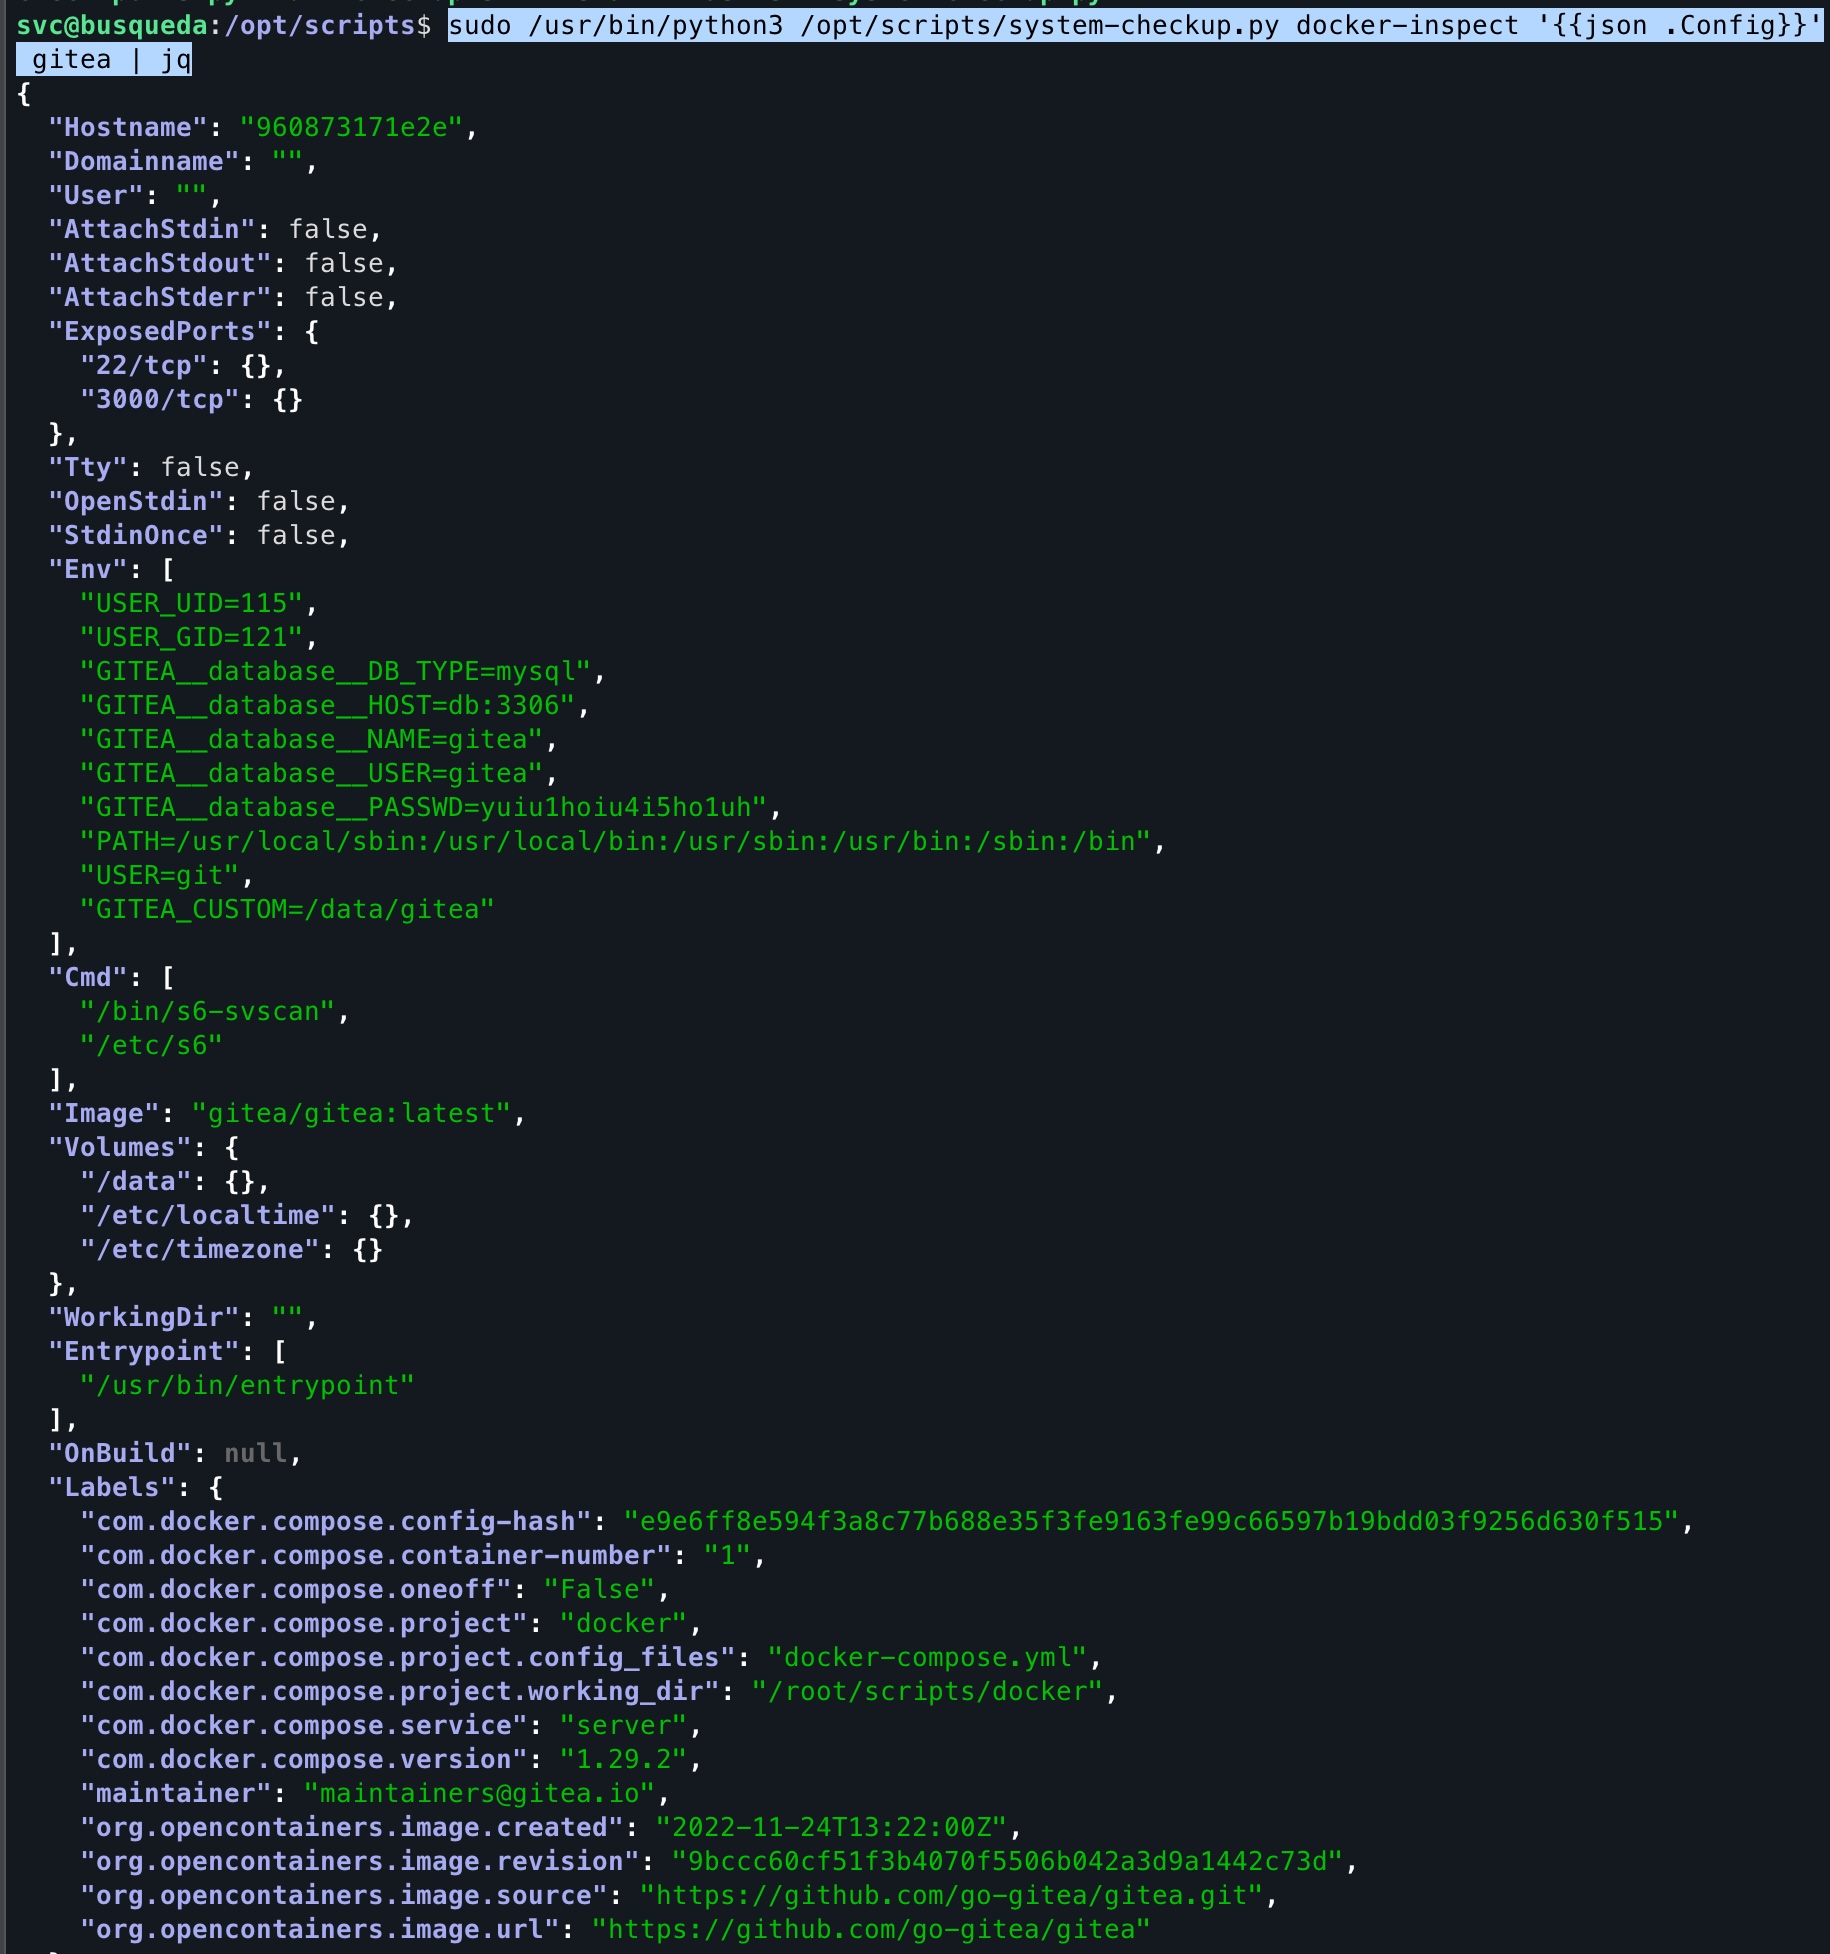 svc@busqueda:/opt/scripts$ sudo /usr/bin/python3 /opt/scripts/system-checkup.py docker-inspect '{{json .Config}}'
 gitea | jq
{
  "Hostname": "960873171e2e",
  "Domainname": "",
  "User": "",
  "AttachStdin": false,
  "AttachStdout": false,
  "AttachStderr": false,
  "ExposedPorts": {
    "22/tcp": {},
    "3000/tcp": {}
  },
  "Tty": false,
  "OpenStdin": false,
  "StdinOnce": false,
  "Env": [
    "USER_UID=115",
    "USER_GID=121",
    "GITEA__database__DB_TYPE=mysql",
    "GITEA__database__HOST=db:3306",
    "GITEA__database__NAME=gitea",
    "GITEA__database__USER=gitea",
    "GITEA__database__PASSWD=yuiu1hoiu4i5ho1uh",
    "PATH=/usr/local/sbin:/usr/local/bin:/usr/sbin:/usr/bin:/sbin:/bin",
    "USER=git",
    "GITEA_CUSTOM=/data/gitea"
  ],
  "Cmd": [
    "/bin/s6-svscan",
    "/etc/s6"
  ],
  "Image": "gitea/gitea:latest",
  "Volumes": {
    "/data": {},
    "/etc/localtime": {},
    "/etc/timezone": {}
  },
  "WorkingDir": "",
  "Entrypoint": [
    "/usr/bin/entrypoint"
  ],
  "OnBuild": null,
  "Labels": {
    "com.docker.compose.config-hash": "e9e6ff8e594f3a8c77b688e35f3fe9163fe99c66597b19bdd03f9256d630f515",
    "com.docker.compose.container-number": "1",
    "com.docker.compose.oneoff": "False",
    "com.docker.compose.project": "docker",
    "com.docker.compose.project.config_files": "docker-compose.yml",
    "com.docker.compose.project.working_dir": "/root/scripts/docker",
    "com.docker.compose.service": "server",
    "com.docker.compose.version": "1.29.2",
    "maintainer": "maintainers@gitea.io",
    "org.opencontainers.image.created": "2022-11-24T13:22:00Z",
    "org.opencontainers.image.revision": "9bccc60cf51f3b4070f5506b042a3d9a1442c73d",
    "org.opencontainers.image.source": "https://github.com/go-gitea/gitea.git",
    "org.opencontainers.image.url": "https://github.com/go-gitea/gitea"